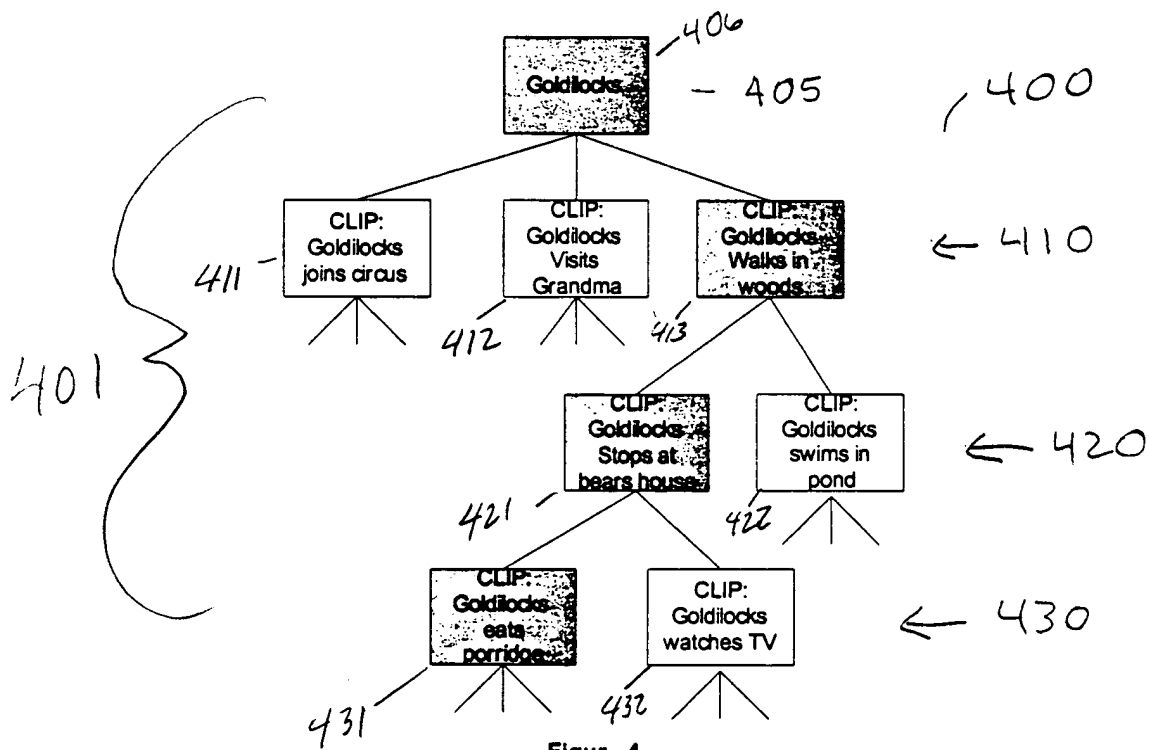 406
Goldilocks
405
400
CLIP:
Goldilocks
joins circus
CLIP:
Goldilocks
Visits
Grandma
CLIP:
Goldilocks
Walks in
woods
410
411
412
413
401
CLIP:
Goldilocks
Stops at
bears house
CLIP:
Goldilocks
swims in
pond
420
421
422
CLIP:
Goldilocks
eats
porridge
CLIP:
Goldilocks
watches TV
430
431
432
Figur 4